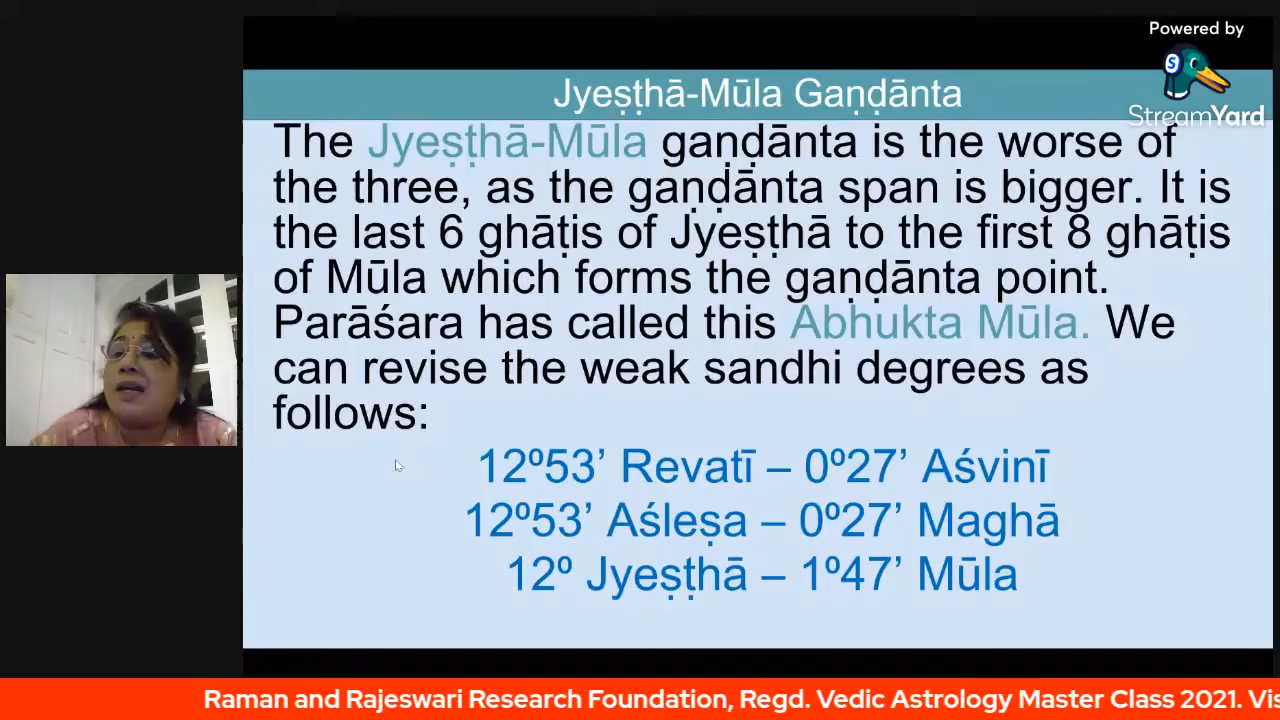 Powered by
StreamYard
Jyeṣṭhā-Mūla Gaṇḍānta
The Jyeṣṭhā-Mūla gaṇḍānta is the worse of
the three, as the gaṇḍānta span is bigger. It is
the last 6 ghāṭis of Jyeṣṭhā to the first 8 ghāṭis
of Mūla which forms the gaṇḍānta point.
Parāśara has called this Abhukta Mūla. We
can revise the weak sandhi degrees as
follows:
12º53’ Revatī – 0º27’ Aśvinī
12º53’ Aśleṣa – 0º27’ Maghā
12º Jyeṣṭhā – 1º47’ Mūla
Raman and Rajeswari Research Foundation, Regd. Vedic Astrology Master Class 2021. Vis